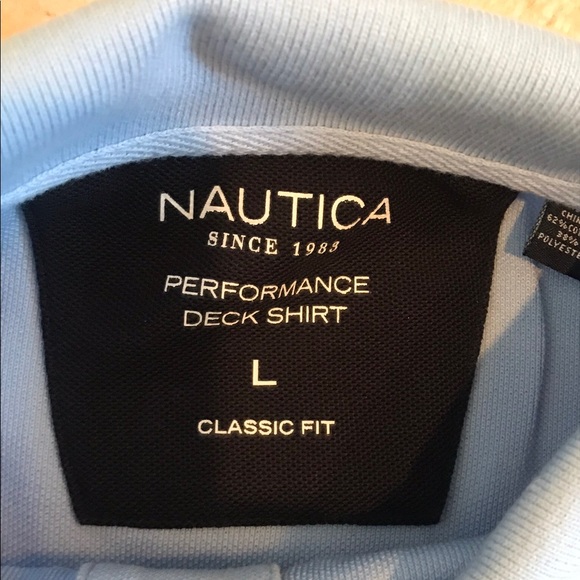 NAUTICA
SINCE 1983
PERFORMANCE
DECK SHIRT
L
CLASSIC FIT